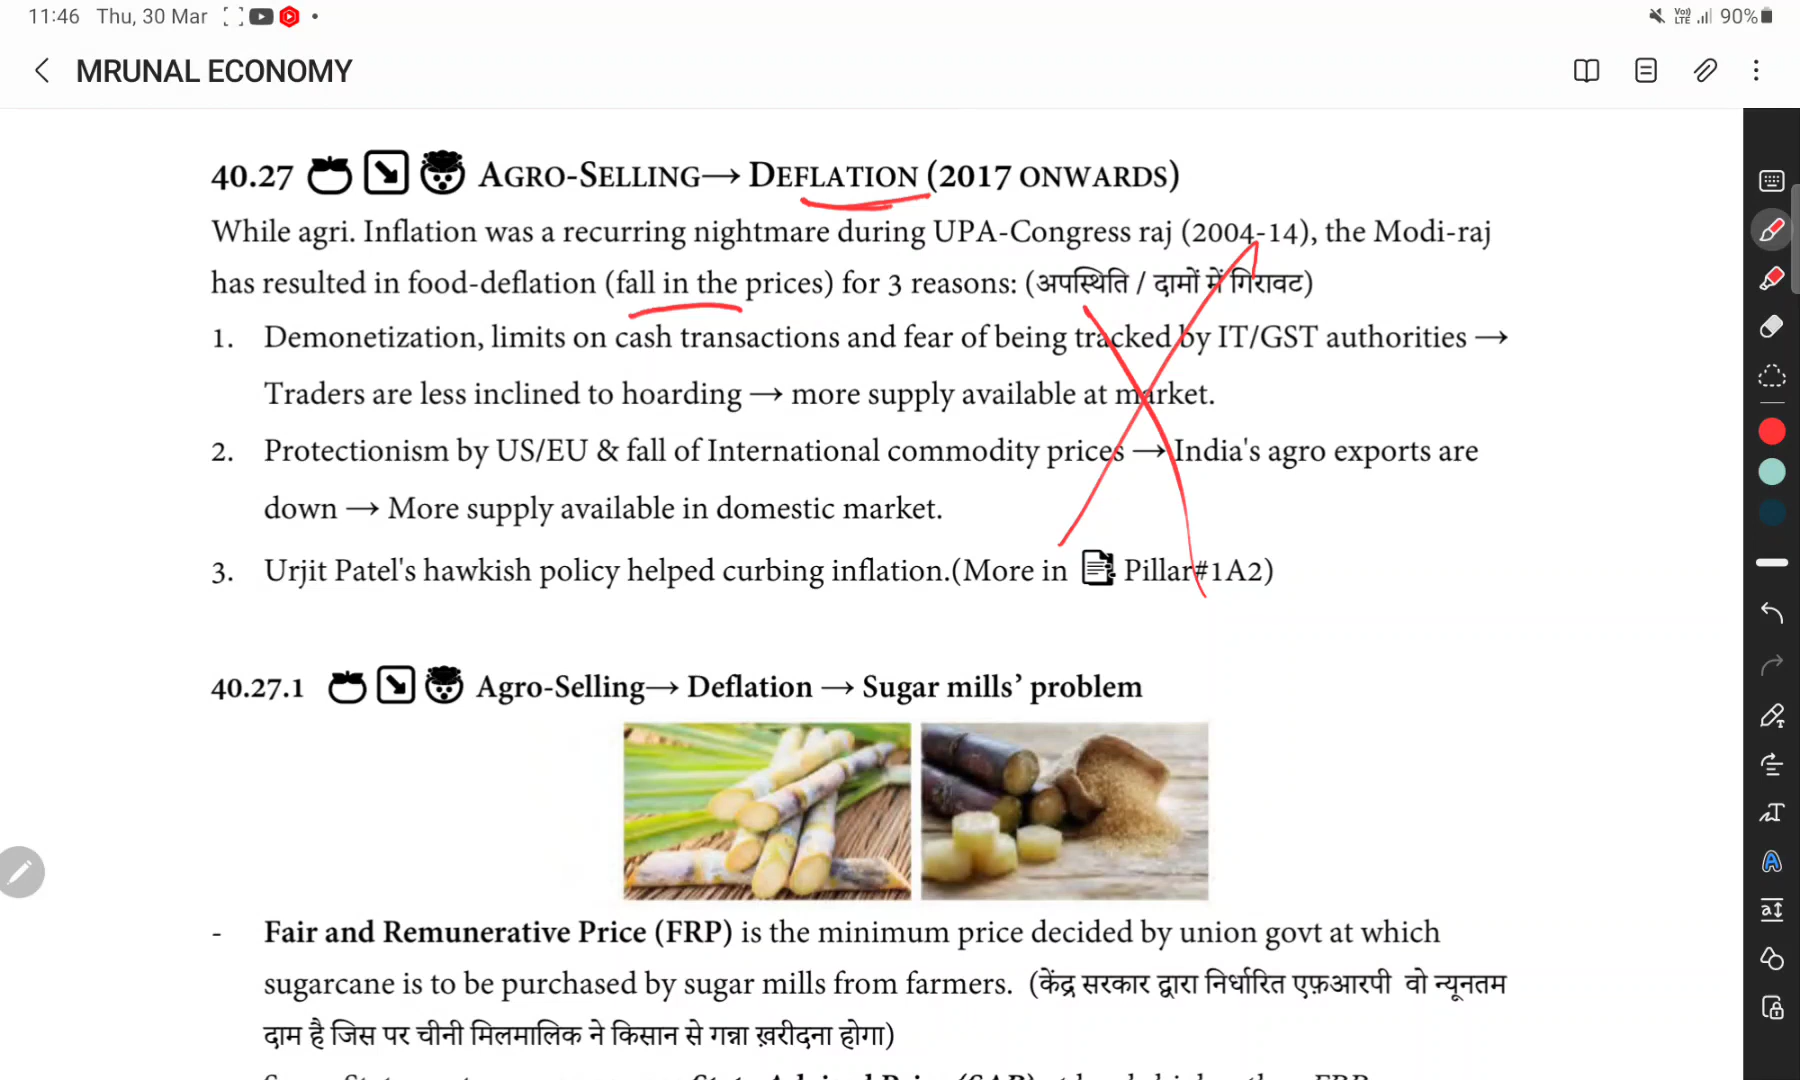 11:46 Thu, 30 Mar
Vo) LTE 90%
MRUNAL ECONOMY
40.27 AGRO-SELLING→ DEFLATION (2017 ONWARDS)
While agri. Inflation was a recurring nightmare during UPA-Congress raj (2004-14), the Modi-raj
has resulted in food-deflation (fall in the prices) for 3 reasons: (अपस्थिति / दामों में गिरावट)
1. Demonetization, limits on cash transactions and fear of being tracked by IT/GST authorities →
Traders are less inclined to hoarding → more supply available at market.
2. Protectionism by US/EU & fall of International commodity prices → India's agro exports are
down → More supply available in domestic market.
3. Urjit Patel's hawkish policy helped curbing inflation.(More in Pillar#1A2)
40.27.1 Agro-Selling→ Deflation → Sugar mills’ problem
- Fair and Remunerative Price (FRP) is the minimum price decided by union govt at which
sugarcane is to be purchased by sugar mills from farmers. (केंद्र सरकार द्वारा निर्धारित एफ़आरपी वो न्यूनतम
दाम है जिस पर चीनी मिलमालिक ने किसान से गन्ना ख़रीदना होगा)